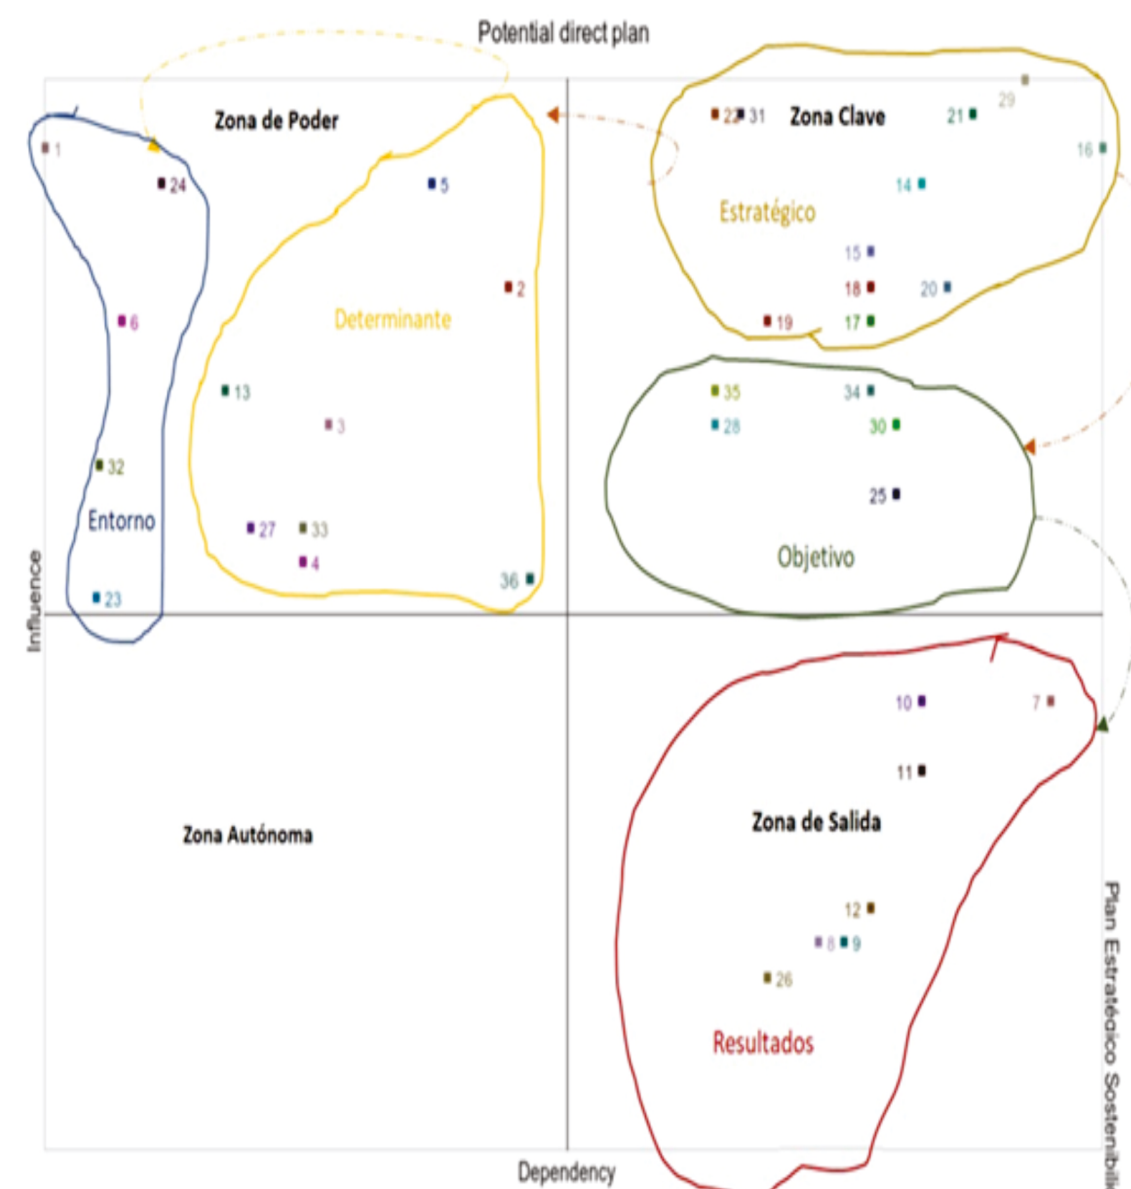 Potential direct plan
Zona de Poder
Zona Clave
29
22
31
21
1
16
24
5
14
Estratégico
15
2
18
20
Determinante
6
19
17
13
35
34
3
28
30
32
25
Entorno
27
33
Objetivo
4
36
23
Influence
10
7
11
Zona de Salida
Zona Autónoma
12
8
9
26
Resultados
Dependency
Plan Estratégico Sostenibili